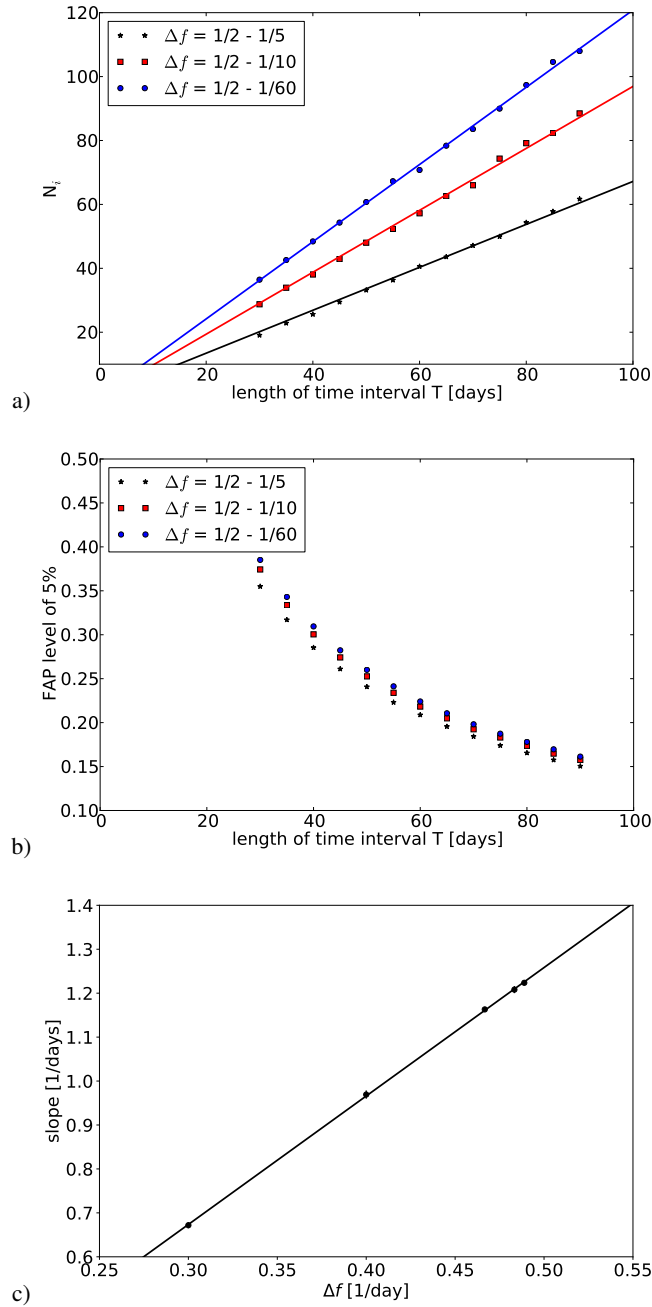 120
100
80
60
40
20
N_i
Δf = 1/2 - 1/5
Δf = 1/2 - 1/10
Δf = 1/2 - 1/60
0 20 40 60 80 100
length of time interval T [days]
a)
0.50
0.45
0.40
0.35
0.30
0.25
0.20
0.15
0.10
FAP level of 5%
Δf = 1/2 - 1/5
Δf = 1/2 - 1/10
Δf = 1/2 - 1/60
0 20 40 60 80 100
length of time interval T [days]
b)
1.4
1.3
1.2
1.1
1.0
0.9
0.8
0.7
0.6
slope [1/days]
0.25 0.30 0.35 0.40 0.45 0.50 0.55
Δf [1/day]
c)